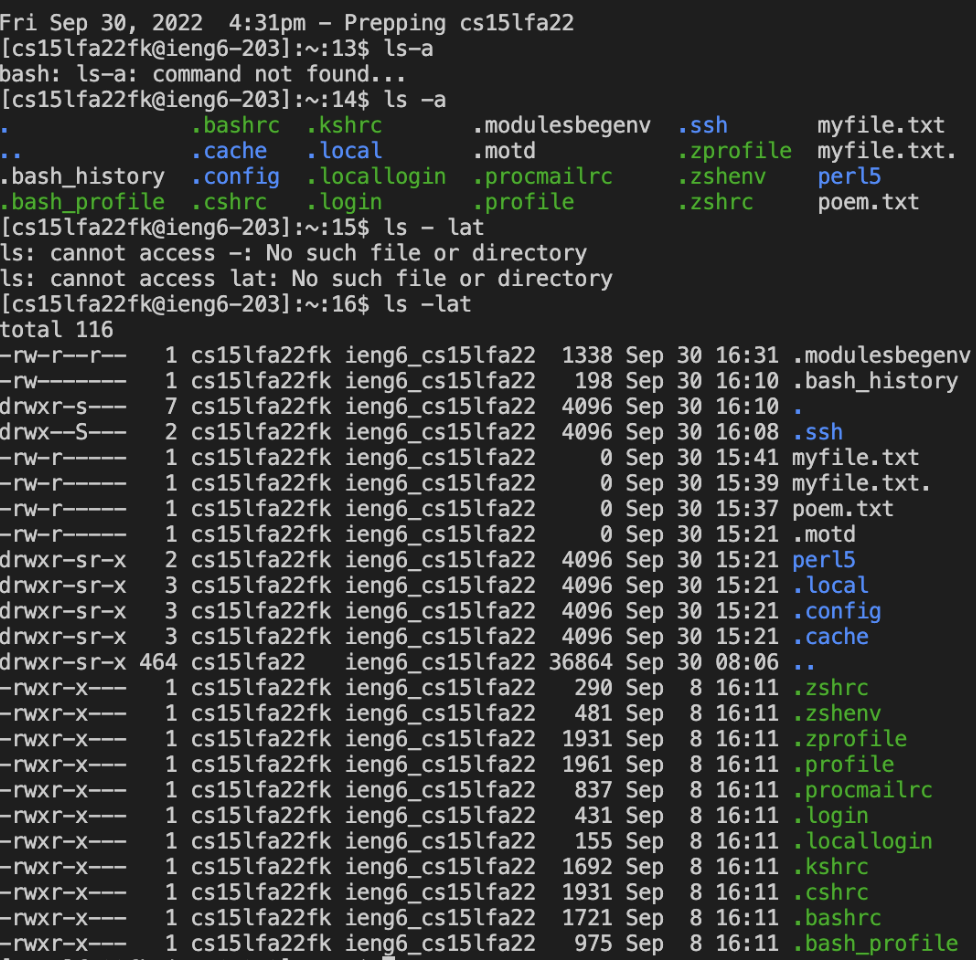 Fri Sep 30, 2022  4:31pm - Prepping cs15lfa22
[cs15lfa22fk@ieng6-203]:~:13$ ls-a
bash: ls-a: command not found...
[cs15lfa22fk@ieng6-203]:~:14$ ls -a
.              .bashrc  .kshrc       .modulesbegenv  .ssh       myfile.txt
..             .cache   .local       .motd           .zprofile  myfile.txt.
.bash_history  .config  .locallogin  .procmailrc     .zshenv    perl5
.bash_profile  .cshrc   .login       .profile        .zshrc     poem.txt
[cs15lfa22fk@ieng6-203]:~:15$ ls - lat
ls: cannot access -: No such file or directory
ls: cannot access lat: No such file or directory
[cs15lfa22fk@ieng6-203]:~:16$ ls -lat
total 116
-rw-r--r--   1 cs15lfa22fk ieng6_cs15lfa22  1338 Sep 30 16:31 .modulesbegenv
-rw-------   1 cs15lfa22fk ieng6_cs15lfa22   198 Sep 30 16:10 .bash_history
drwxr-s---   7 cs15lfa22fk ieng6_cs15lfa22  4096 Sep 30 16:10 .
drwx--S---   2 cs15lfa22fk ieng6_cs15lfa22  4096 Sep 30 16:08 .ssh
-rw-r-----   1 cs15lfa22fk ieng6_cs15lfa22     0 Sep 30 15:41 myfile.txt
-rw-r-----   1 cs15lfa22fk ieng6_cs15lfa22     0 Sep 30 15:39 myfile.txt.
-rw-r-----   1 cs15lfa22fk ieng6_cs15lfa22     0 Sep 30 15:37 poem.txt
-rw-r-----   1 cs15lfa22fk ieng6_cs15lfa22     0 Sep 30 15:21 .motd
drwxr-sr-x   2 cs15lfa22fk ieng6_cs15lfa22  4096 Sep 30 15:21 perl5
drwxr-sr-x   3 cs15lfa22fk ieng6_cs15lfa22  4096 Sep 30 15:21 .local
drwxr-sr-x   3 cs15lfa22fk ieng6_cs15lfa22  4096 Sep 30 15:21 .config
drwxr-sr-x   3 cs15lfa22fk ieng6_cs15lfa22  4096 Sep 30 15:21 .cache
drwxr-sr-x 464 cs15lfa22   ieng6_cs15lfa22 36864 Sep 30 08:06 ..
-rwxr-x---   1 cs15lfa22fk ieng6_cs15lfa22   290 Sep  8 16:11 .zshrc
-rwxr-x---   1 cs15lfa22fk ieng6_cs15lfa22   481 Sep  8 16:11 .zshenv
-rwxr-x---   1 cs15lfa22fk ieng6_cs15lfa22  1931 Sep  8 16:11 .zprofile
-rwxr-x---   1 cs15lfa22fk ieng6_cs15lfa22  1961 Sep  8 16:11 .profile
-rwxr-x---   1 cs15lfa22fk ieng6_cs15lfa22   837 Sep  8 16:11 .procmailrc
-rwxr-x---   1 cs15lfa22fk ieng6_cs15lfa22   431 Sep  8 16:11 .login
-rwxr-x---   1 cs15lfa22fk ieng6_cs15lfa22   155 Sep  8 16:11 .locallogin
-rwxr-x---   1 cs15lfa22fk ieng6_cs15lfa22  1692 Sep  8 16:11 .kshrc
-rwxr-x---   1 cs15lfa22fk ieng6_cs15lfa22  1931 Sep  8 16:11 .cshrc
-rwxr-x---   1 cs15lfa22fk ieng6_cs15lfa22  1721 Sep  8 16:11 .bashrc
-rwxr-x---   1 cs15lfa22fk ieng6_cs15lfa22   975 Sep  8 16:11 .bash_profile